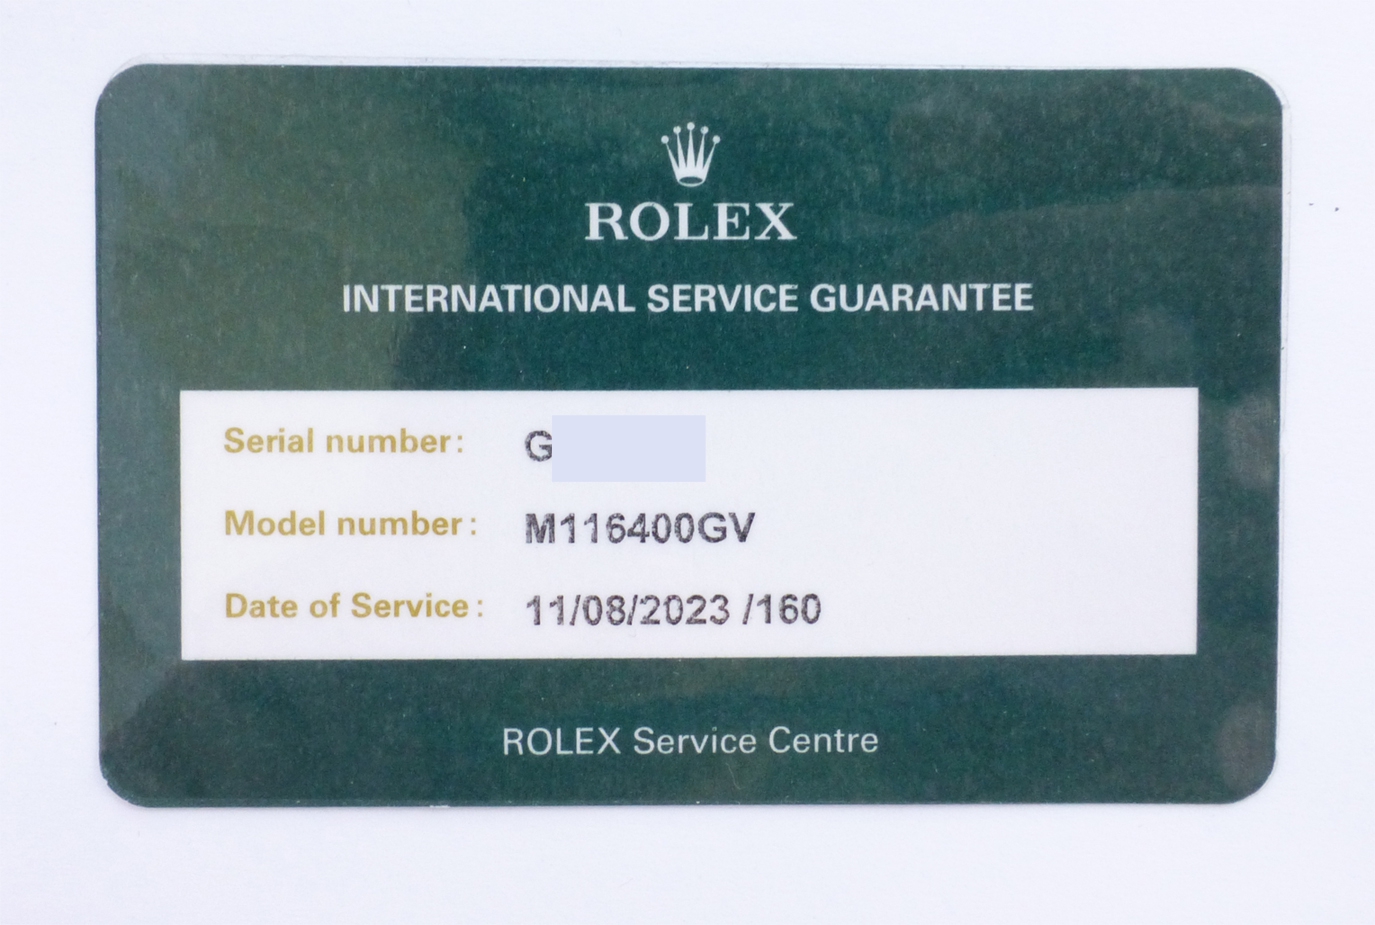 ROLEX
INTERNATIONAL SERVICE GUARANTEE
Serial number: G
Model number: M116400GV
Date of Service: 11/08/2023 /160
ROLEX Service Centre